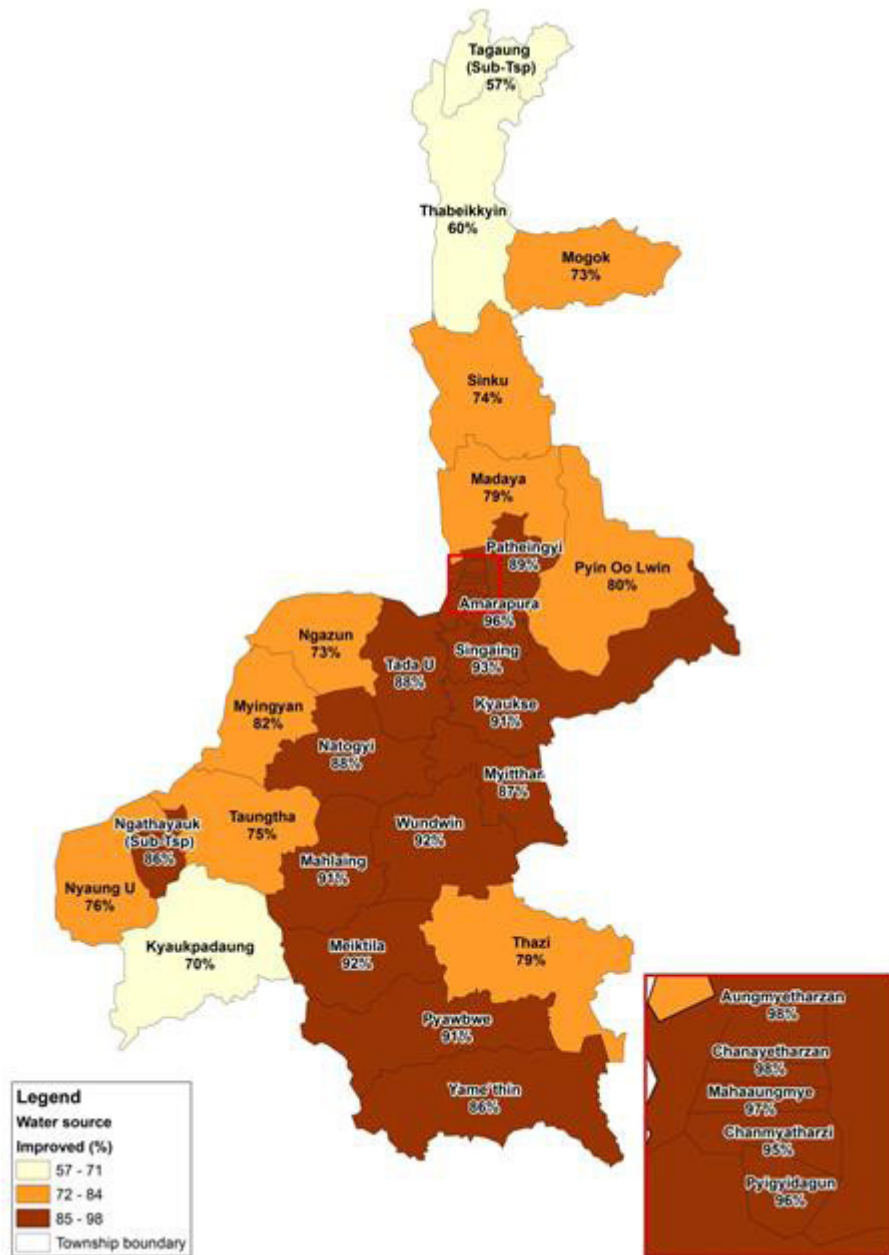 Tagaung
(Sub-Tsp)
57%
Thabeikkyin
60%
Mogok
73%
Sinku
74%
Madaya
79%
Patheingyi
89%
Pyin Oo Lwin
80%
Amarapura
96%
Ngazun
73%
Tada U
88%
Singaing
93%
Myingyan
82%
Kyaukse
91%
Natogyi
88%
Myitthar
87%
Taungtha
75%
Ngathayauk
(Sub-Tsp)
86%
Wundwin
92%
Mahlaing
91%
Nyaung U
76%
Kyaukpadaung
70%
Meiktila
92%
Thazi
79%
Pyawbwe
91%
Yame'thin
86%
Aungmyetharzan
98%
Chanayetharzan
98%
Mahaaungmye
97%
Chanmyatharzi
95%
Pyigyidagun
96%
Legend
Water source
Improved (%)
57 - 71
72 - 84
85 - 98
Township boundary